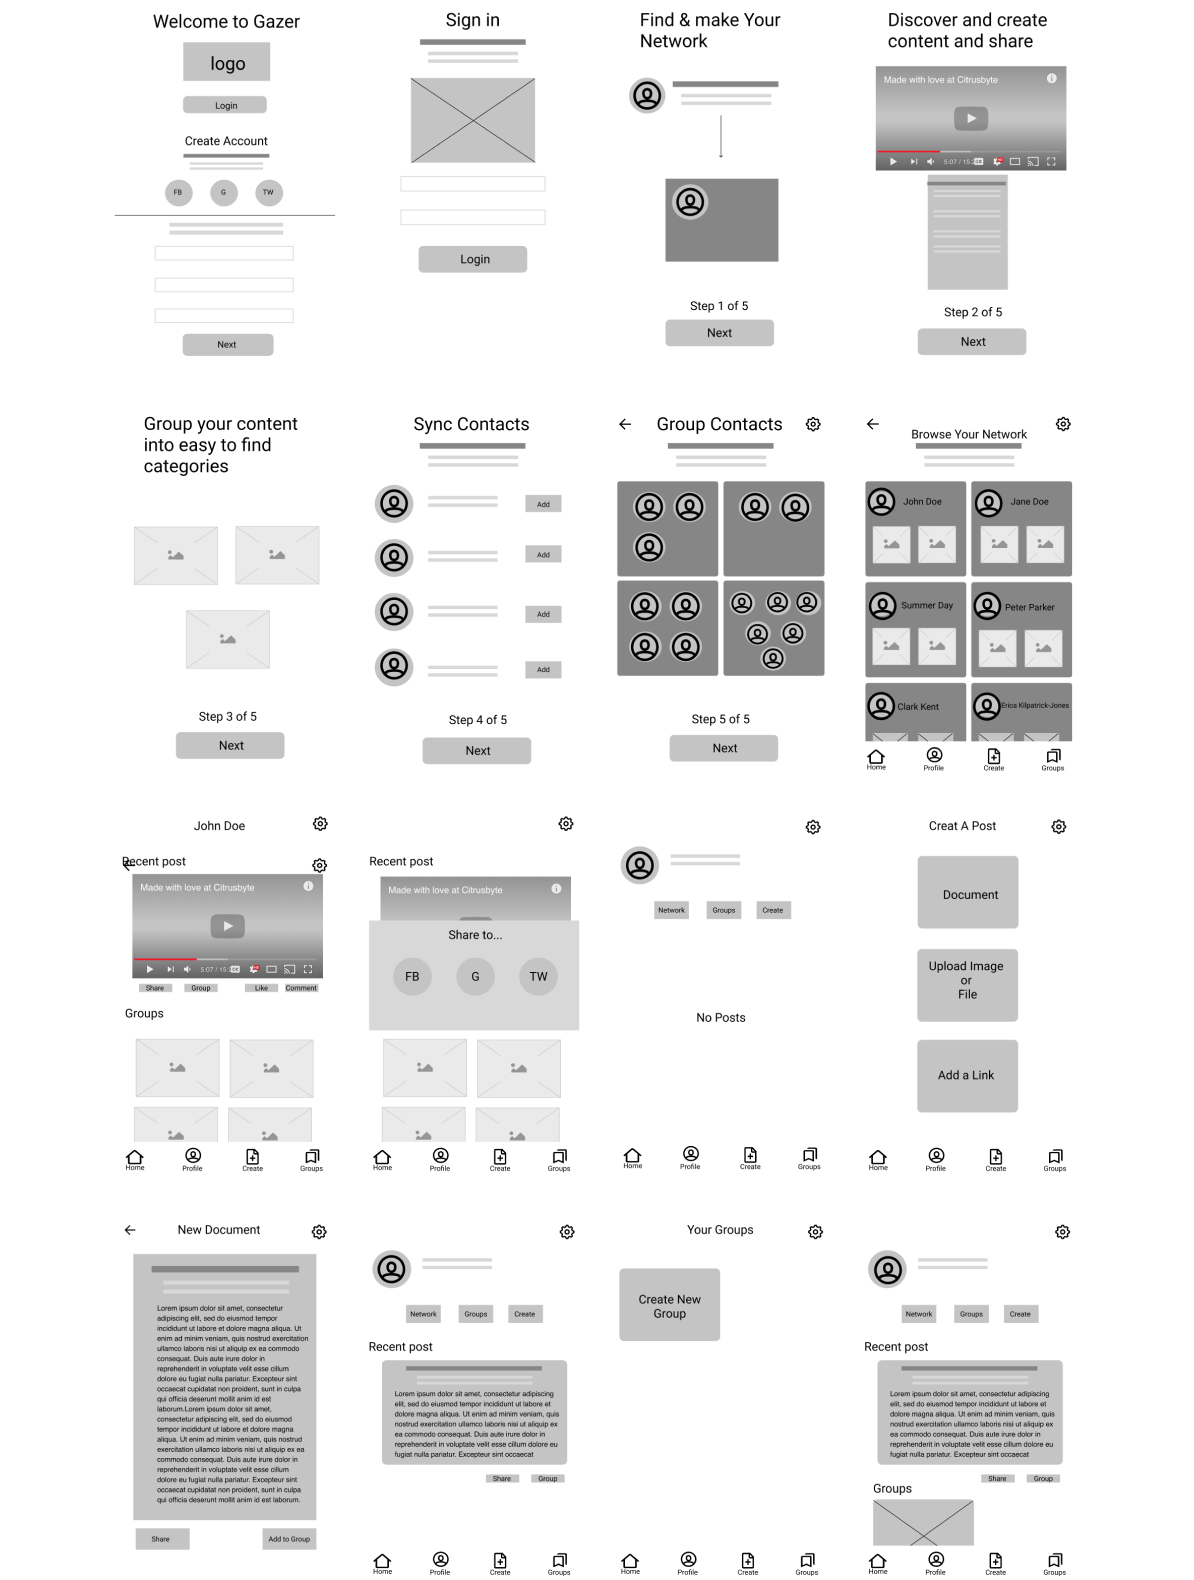 Welcome to Gazer
logo
Login
Create Account
FB
G
TW
Next
Sign in
Login
Find & make Your
Network
Step 1 of 5
Next
Discover and create
content and share
Made with love at Citrusbyte
5:07 / 15:
CC
Step 2 of 5
Next
Group your content
into easy to find
categories
Step 3 of 5
Next
Sync Contacts
Add
Add
Add
Add
Step 4 of 5
Next
Group Contacts
Step 5 of 5
Next
Browse Your Network
John Doe
Jane Doe
Summer Day
Peter Parker
Clark Kent
Erica Kilpatrick-Jones
Home
Profile
Create
Groups
John Doe
Recent post
Made with love at Citrusbyte
5:07 / 15:
CC
Share
Group
Like
Comment
Groups
Home
Profile
Create
Groups
Recent post
Made with love at Citrusbyte
Share to...
FB
G
TW
Home
Profile
Create
Groups
Network
Groups
Create
No Posts
Home
Profile
Create
Groups
Creat A Post
Document
Upload Image
or
File
Add a Link
Home
Profile
Create
Groups
New Document
Lorem ipsum dolor sit amet, consectetur
adipiscing elit, sed do eiusmod tempor
incididunt ut labore et dolore magna aliqua. Ut
enim ad minim veniam, quis nostrud exercitation
ullamco laboris nisi ut aliquip ex ea commodo
consequat. Duis aute irure dolor in
reprehenderit in voluptate velit esse cillum
dolore eu fugiat nulla pariatur. Excepteur sint
occaecat cupidatat non proident, sunt in culpa
qui officia deserunt mollit anim id est
laborum.Lorem ipsum dolor sit amet,
consectetur adipiscing elit, sed do eiusmod
tempor incididunt ut labore et dolore magna
aliqua. Ut enim ad minim veniam, quis nostrud
exercitation ullamco laboris nisi ut aliquip ex ea
commodo consequat. Duis aute irure dolor in
reprehenderit in voluptate velit esse cillum
dolore eu fugiat nulla pariatur. Excepteur sint
occaecat cupidatat non proident, sunt in culpa
qui officia deserunt mollit anim id est laborum.
Share
Add to Group
Network
Groups
Create
Recent post
Lorem ipsum dolor sit amet, consectetur adipiscing
elit, sed do eiusmod tempor incididunt ut labore et
dolore magna aliqua. Ut enim ad minim veniam, quis
nostrud exercitation ullamco laboris nisi ut aliquip ex
ea commodo consequat. Duis aute irure dolor in
reprehenderit in voluptate velit esse cillum dolore eu
fugiat nulla pariatur. Excepteur sint occaecat
Share
Group
Home
Profile
Create
Groups
Your Groups
Create New
Group
Home
Profile
Create
Groups
Network
Groups
Create
Recent post
Lorem ipsum dolor sit amet, consectetur adipiscing
elit, sed do eiusmod tempor incididunt ut labore et
dolore magna aliqua. Ut enim ad minim veniam, quis
nostrud exercitation ullamco laboris nisi ut aliquip ex
ea commodo consequat. Duis aute irure dolor in
reprehenderit in voluptate velit esse cillum dolore eu
fugiat nulla pariatur. Excepteur sint occaecat
Share
Group
Groups
Home
Profile
Create
Groups